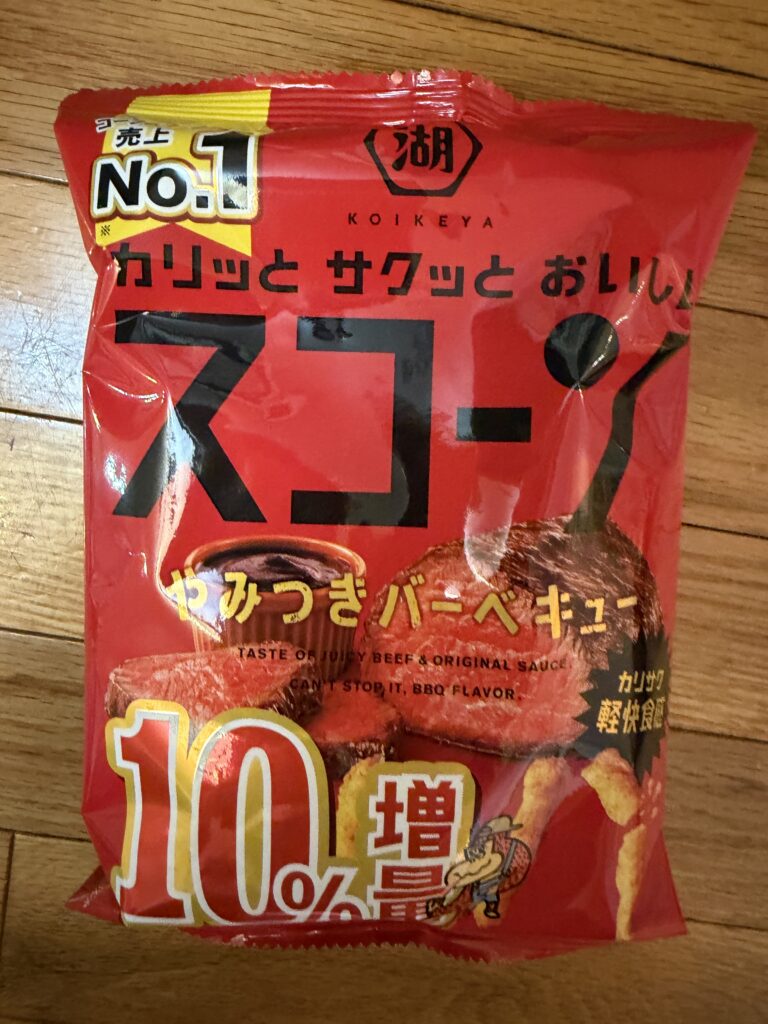 売上
No.1
※
湖
KOIKEYA
カリッと サクッと おいしい
スコーン
やみつきバーベキュー
TASTE OF JUICY BEEF & ORIGINAL SAUCE.
CAN'T STOP IT, BBQ FLAVOR.
カリサク
軽快食感
10%増量